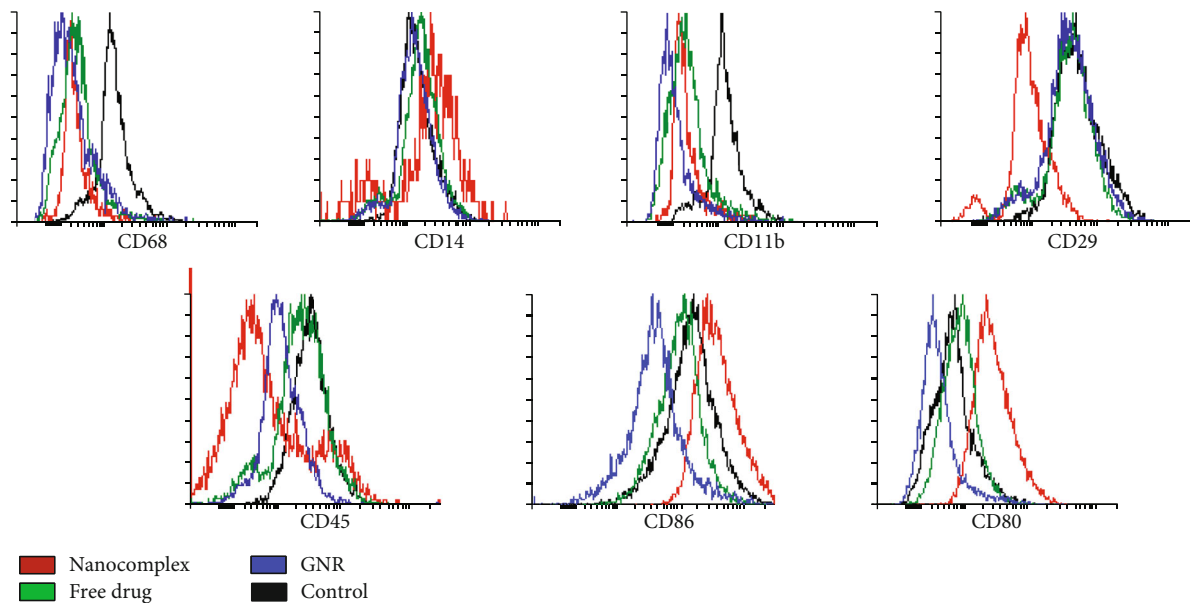 CD68
CD14
CD11b
CD29
CD45
CD86
CD80
Nanocomplex
GNR
Free drug
Control